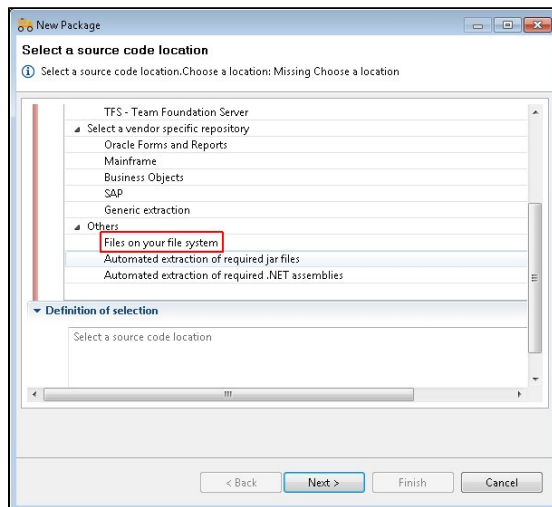 New Package
Select a source code location
Select a source code location.Choose a location: Missing Choose a location
TFS - Team Foundation Server
Select a vendor specific repository
Oracle Forms and Reports
Mainframe
Business Objects
SAP
Generic extraction
Others
Files on your file system
Automated extraction of required jar files
Automated extraction of required .NET assemblies
Definition of selection
Select a source code location
< Back
Next >
Finish
Cancel